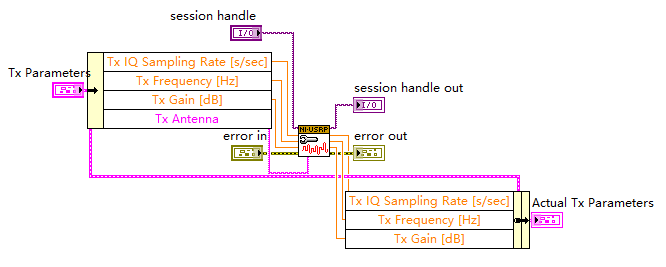 session handle
I/O
Tx Parameters
Tx IQ Sampling Rate [s/sec]
Tx Frequency [Hz]
Tx Gain [dB]
Tx Antenna
session handle out
I/O
error in
NI-USRP
error out
Tx IQ Sampling Rate [s/sec]
Tx Frequency [Hz]
Tx Gain [dB]
Actual Tx Parameters